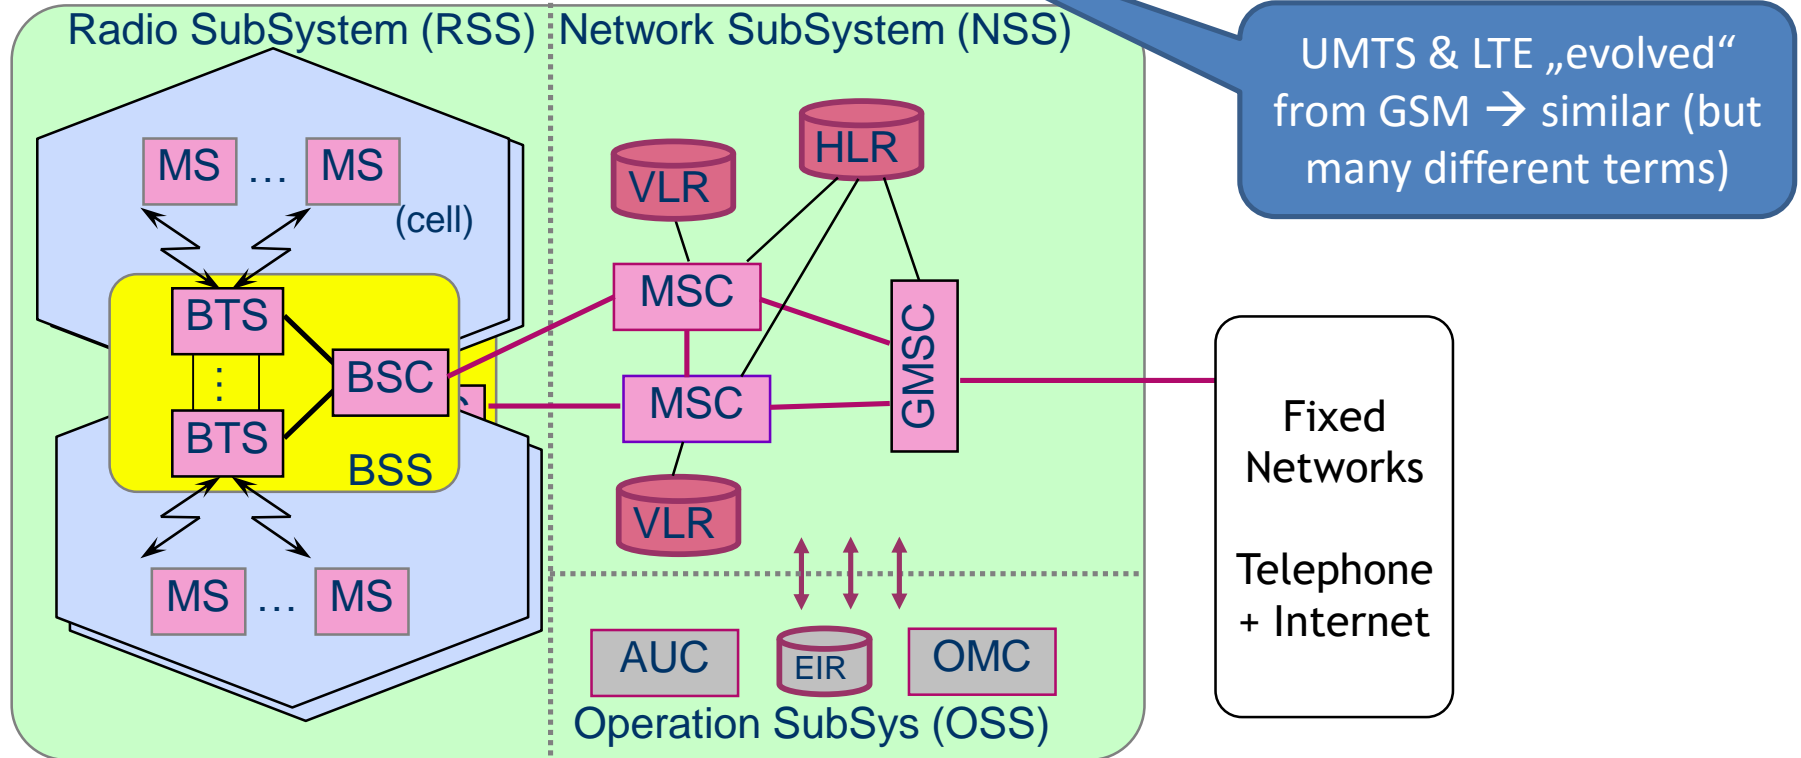 Radio SubSystem (RSS)
Network SubSystem (NSS)
UMTS & LTE „evolved“
from GSM → similar (but
many different terms)
MS … MS
(cell)
BTS
⋮
BTS
BSC
BSS
MS … MS
VLR
HLR
MSC
MSC
GMSC
VLR
AUC
EIR
OMC
Operation SubSys (OSS)
Fixed
Networks
Telephone
+ Internet